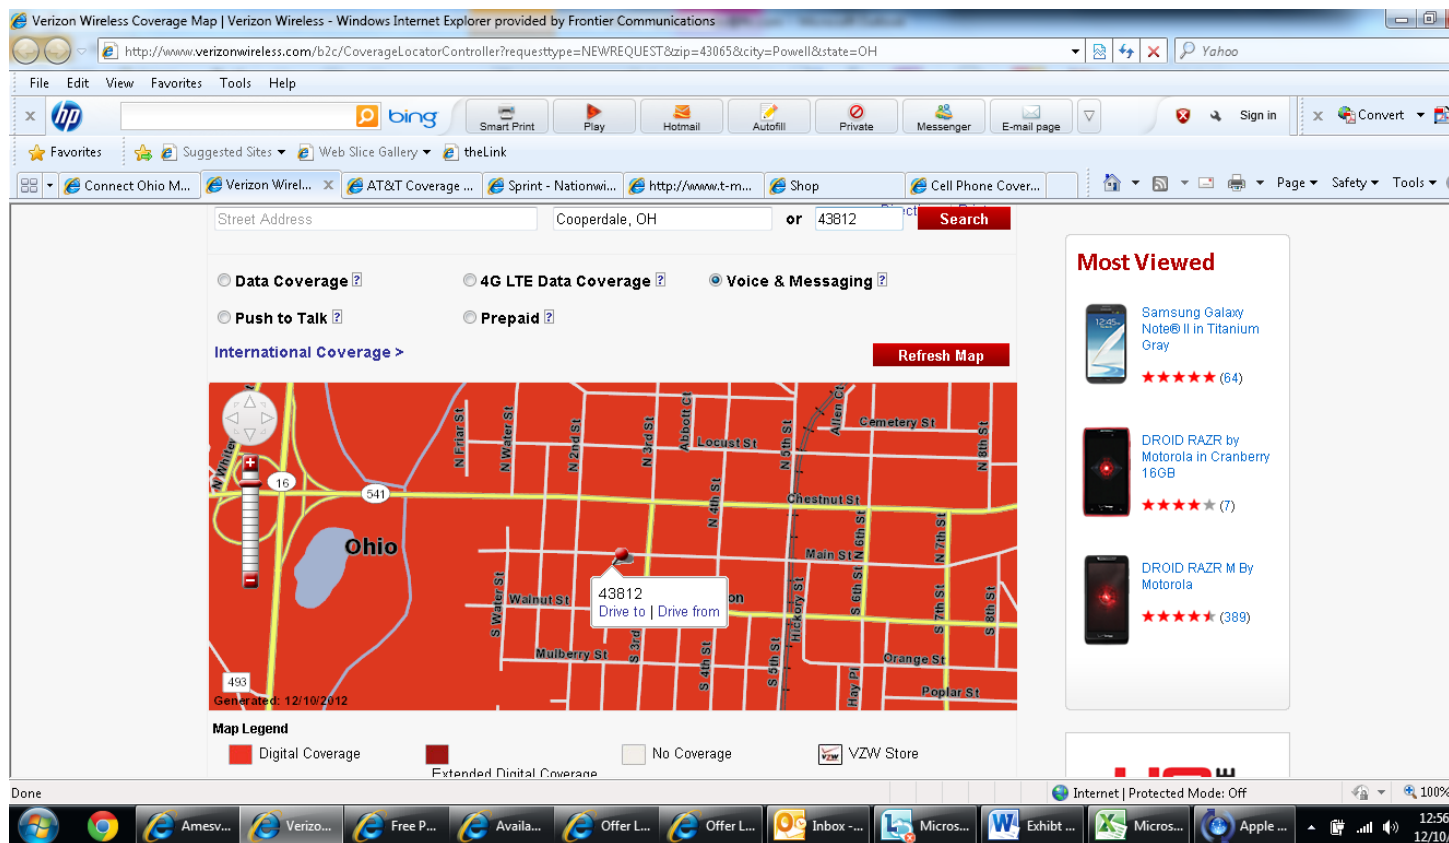 Verizon Wireless Coverage Map | Verizon Wireless - Windows Internet Explorer provided by Frontier Communications
http://www.verizonwireless.com/b2c/CoverageLocatorController?requesttype=NEWREQUEST&zip=43065&city=Powell&state=OH
Yahoo
File Edit View Favorites Tools Help
x hp bing Smart Print Play Hotmail Autofill Private Messenger E-mail page Sign in x Convert
Favorites Suggested Sites Web Slice Gallery theLink
Connect Ohio M... Verizon Wirel... x AT&T Coverage ... Sprint - Nationwi... http://www.t-m... Shop Cell Phone Cover... Page Safety Tools
Street Address Cooperdale, OH or 43812 Search
Data Coverage ? 4G LTE Data Coverage ? Voice & Messaging ?
Push to Talk ? Prepaid ?
International Coverage >
Refresh Map
N Friar St
N Water St
N 2nd St
N 3rd St
Abbott Ct
Locust St
N 5th St
Allen Ct
Cemetery St
N 8th St
16
541
N 4th St
Chestnut St
N 6th St
N 7th St
Ohio
Main St
43812
Drive to | Drive from
S Water St
Walnut St
on
Hickory St
S 6th St
S 7th St
S 8th St
Mulberry St
S 3rd
S 4th St
S 5th St
Orange St
Hay Pl
Poplar St
493
Generated: 12/10/2012
Map Legend
Digital Coverage
Extended Digital Coverage
No Coverage
VZW VZW Store
Most Viewed
Samsung Galaxy
Note® II in Titanium
Gray
(64)
DROID RAZR by
Motorola in Cranberry
16GB
(7)
DROID RAZR M By
Motorola
(389)
Done Internet | Protected Mode: Off 100%
Amesv... Verizo... Free P... Availa... Offer L... Offer L... Inbox -... Micros... Exhibt ... Micros... Apple ... 12:56
12/10/